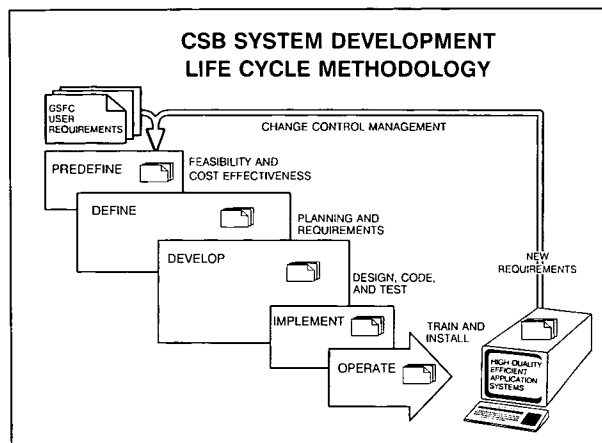 CSB SYSTEM DEVELOPMENT
LIFE CYCLE METHODOLOGY
GSFC
USER
REQUIREMENTS
CHANGE CONTROL MANAGEMENT
PREDEFINE
FEASIBILITY AND
COST EFFECTIVENESS
DEFINE
PLANNING AND
REQUIREMENTS
DEVELOP
DESIGN, CODE,
AND TEST
NEW
REQUIREMENTS
IMPLEMENT
TRAIN AND
INSTALL
OPERATE
HIGH QUALITY
EFFICIENT
APPLICATION
SYSTEMS